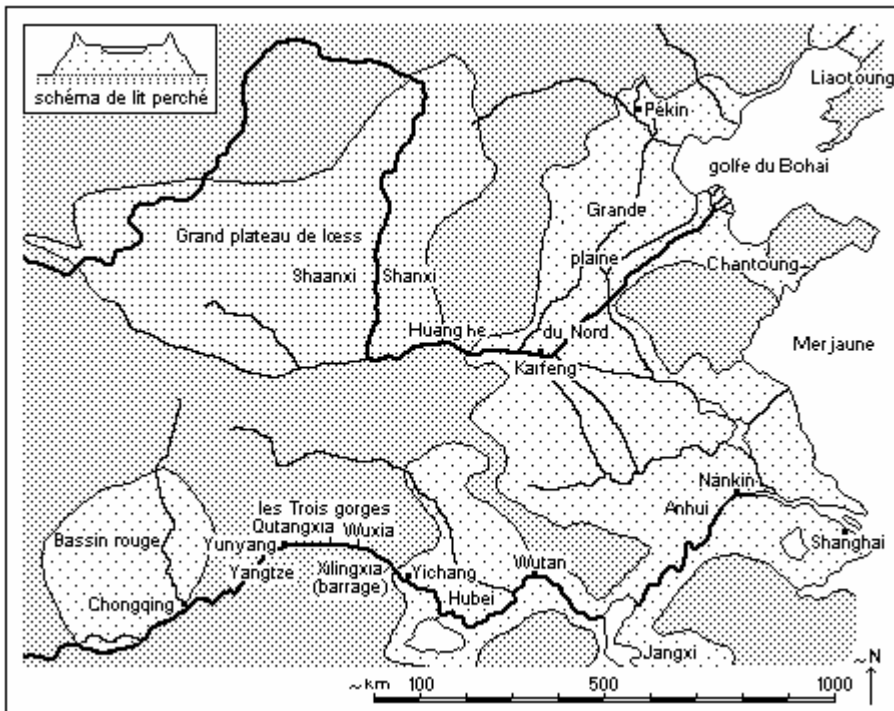 schéma de lit perché
Liaotoung
Pékin
golfe du Bohai
Grande
Grand plateau de lœss
plaine
Chantoung
Shaanxi
Shanxi
Huang he
du Nord
Mer jaune
Kaifeng
Nankin
les Trois gorges
Anhui
Qutangxia
Bassin rouge
Yunyang
Wuxia
Shanghai
Yangtze
Xilingxia
(barrage)
Yichang
Wutan
Chongqing
Hubei
Jangxi
~N
~km 100 500 1000